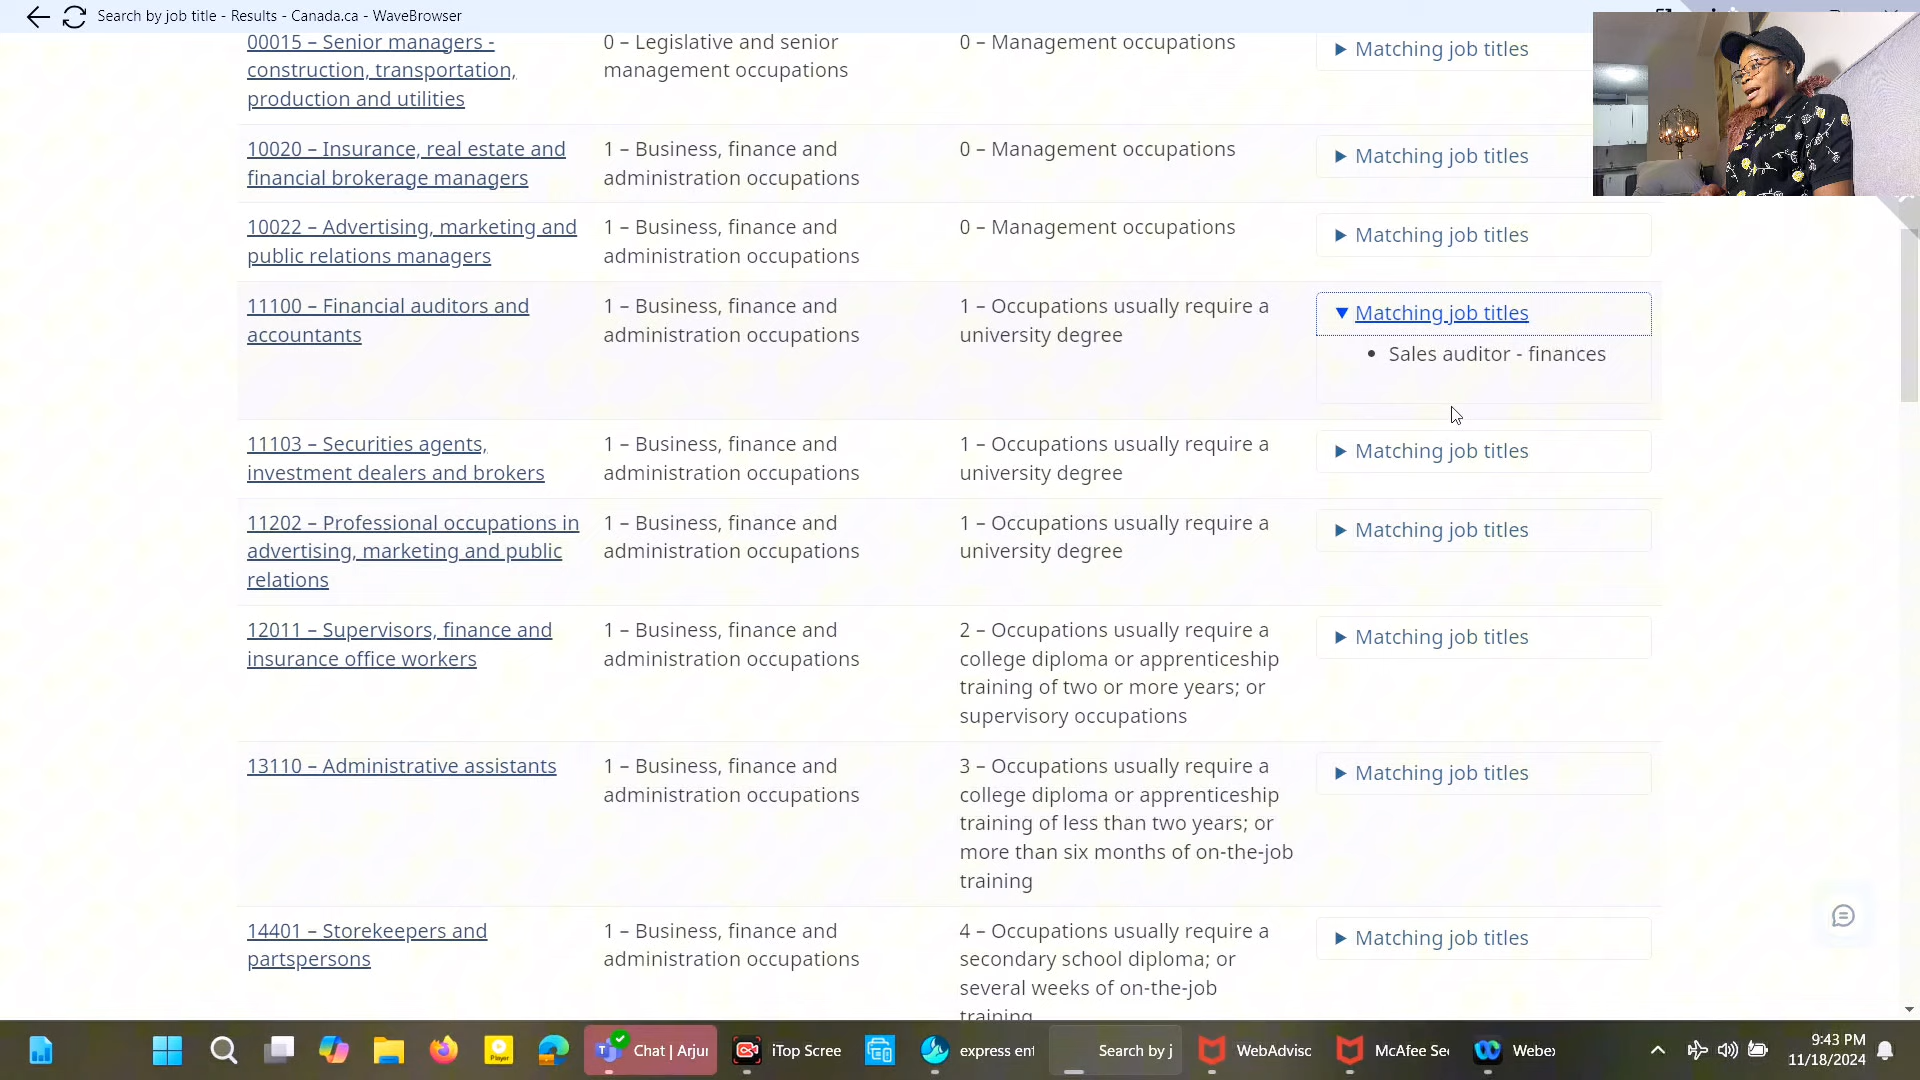 Search by job title - Results - Canada.ca - WaveBrowser
00015 – Senior managers -
construction, transportation,
production and utilities
0 – Legislative and senior
management occupations
0 – Management occupations
Matching job titles
10020 – Insurance, real estate and
financial brokerage managers
1 – Business, finance and
administration occupations
0 – Management occupations
Matching job titles
10022 – Advertising, marketing and
public relations managers
1 – Business, finance and
administration occupations
0 – Management occupations
Matching job titles
11100 – Financial auditors and
accountants
1 – Business, finance and
administration occupations
1 – Occupations usually require a
university degree
Matching job titles
Sales auditor - finances
11103 – Securities agents,
investment dealers and brokers
1 – Business, finance and
administration occupations
1 – Occupations usually require a
university degree
Matching job titles
11202 – Professional occupations in
advertising, marketing and public
relations
1 – Business, finance and
administration occupations
1 – Occupations usually require a
university degree
Matching job titles
12011 – Supervisors, finance and
insurance office workers
1 – Business, finance and
administration occupations
2 – Occupations usually require a
college diploma or apprenticeship
training of two or more years; or
supervisory occupations
Matching job titles
13110 – Administrative assistants
1 – Business, finance and
administration occupations
3 – Occupations usually require a
college diploma or apprenticeship
training of less than two years; or
more than six months of on-the-job
training
Matching job titles
14401 – Storekeepers and
partspersons
1 – Business, finance and
administration occupations
4 – Occupations usually require a
secondary school diploma; or
several weeks of on-the-job
training
Matching job titles
Player
Chat | Arjun
iTop Scree
express ent
Search by j
WebAdvisc
McAfee Sec
Webex
9:43 PM
11/18/2024